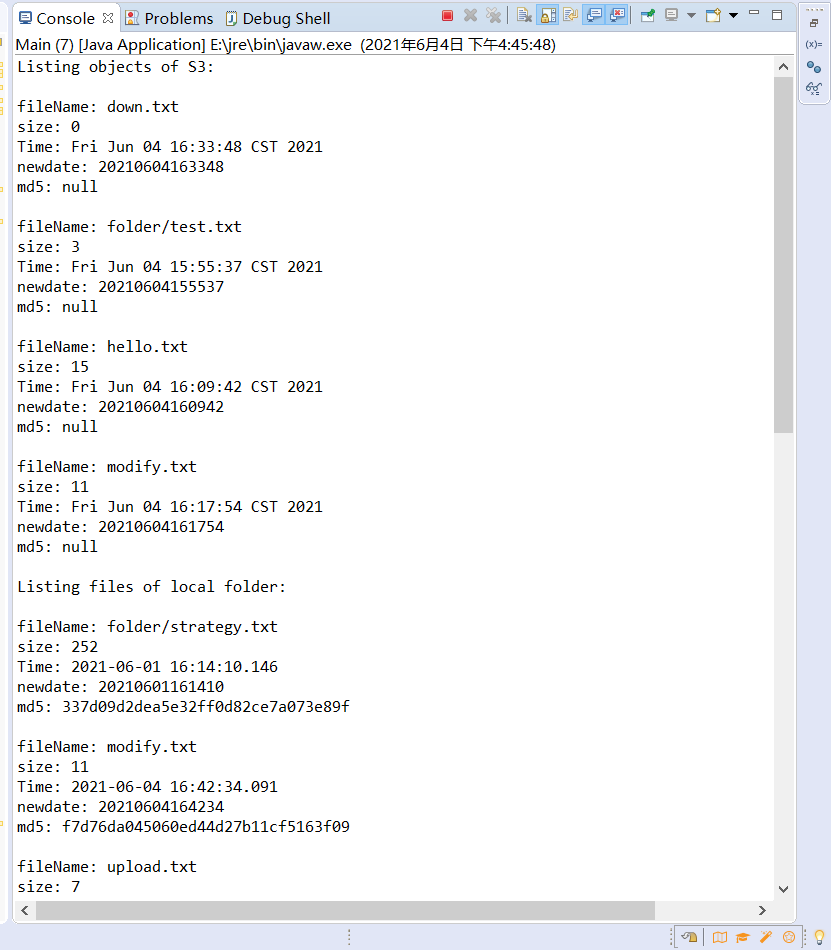 Console Problems Debug Shell
Main (7) [Java Application] E:\jre\bin\javaw.exe (2021年6月4日 下午4:45:48)
Listing objects of S3:
fileName: down.txt
size: 0
Time: Fri Jun 04 16:33:48 CST 2021
newdate: 20210604163348
md5: null
fileName: folder/test.txt
size: 3
Time: Fri Jun 04 15:55:37 CST 2021
newdate: 20210604155537
md5: null
fileName: hello.txt
size: 15
Time: Fri Jun 04 16:09:42 CST 2021
newdate: 20210604160942
md5: null
fileName: modify.txt
size: 11
Time: Fri Jun 04 16:17:54 CST 2021
newdate: 20210604161754
md5: null
Listing files of local folder:
fileName: folder/strategy.txt
size: 252
Time: 2021-06-01 16:14:10.146
newdate: 20210601161410
md5: 337d09d2dea5e32ff0d82ce7a073e89f
fileName: modify.txt
size: 11
Time: 2021-06-04 16:42:34.091
newdate: 20210604164234
md5: f7d76da045060ed44d27b11cf5163f09
fileName: upload.txt
size: 7
(x)=